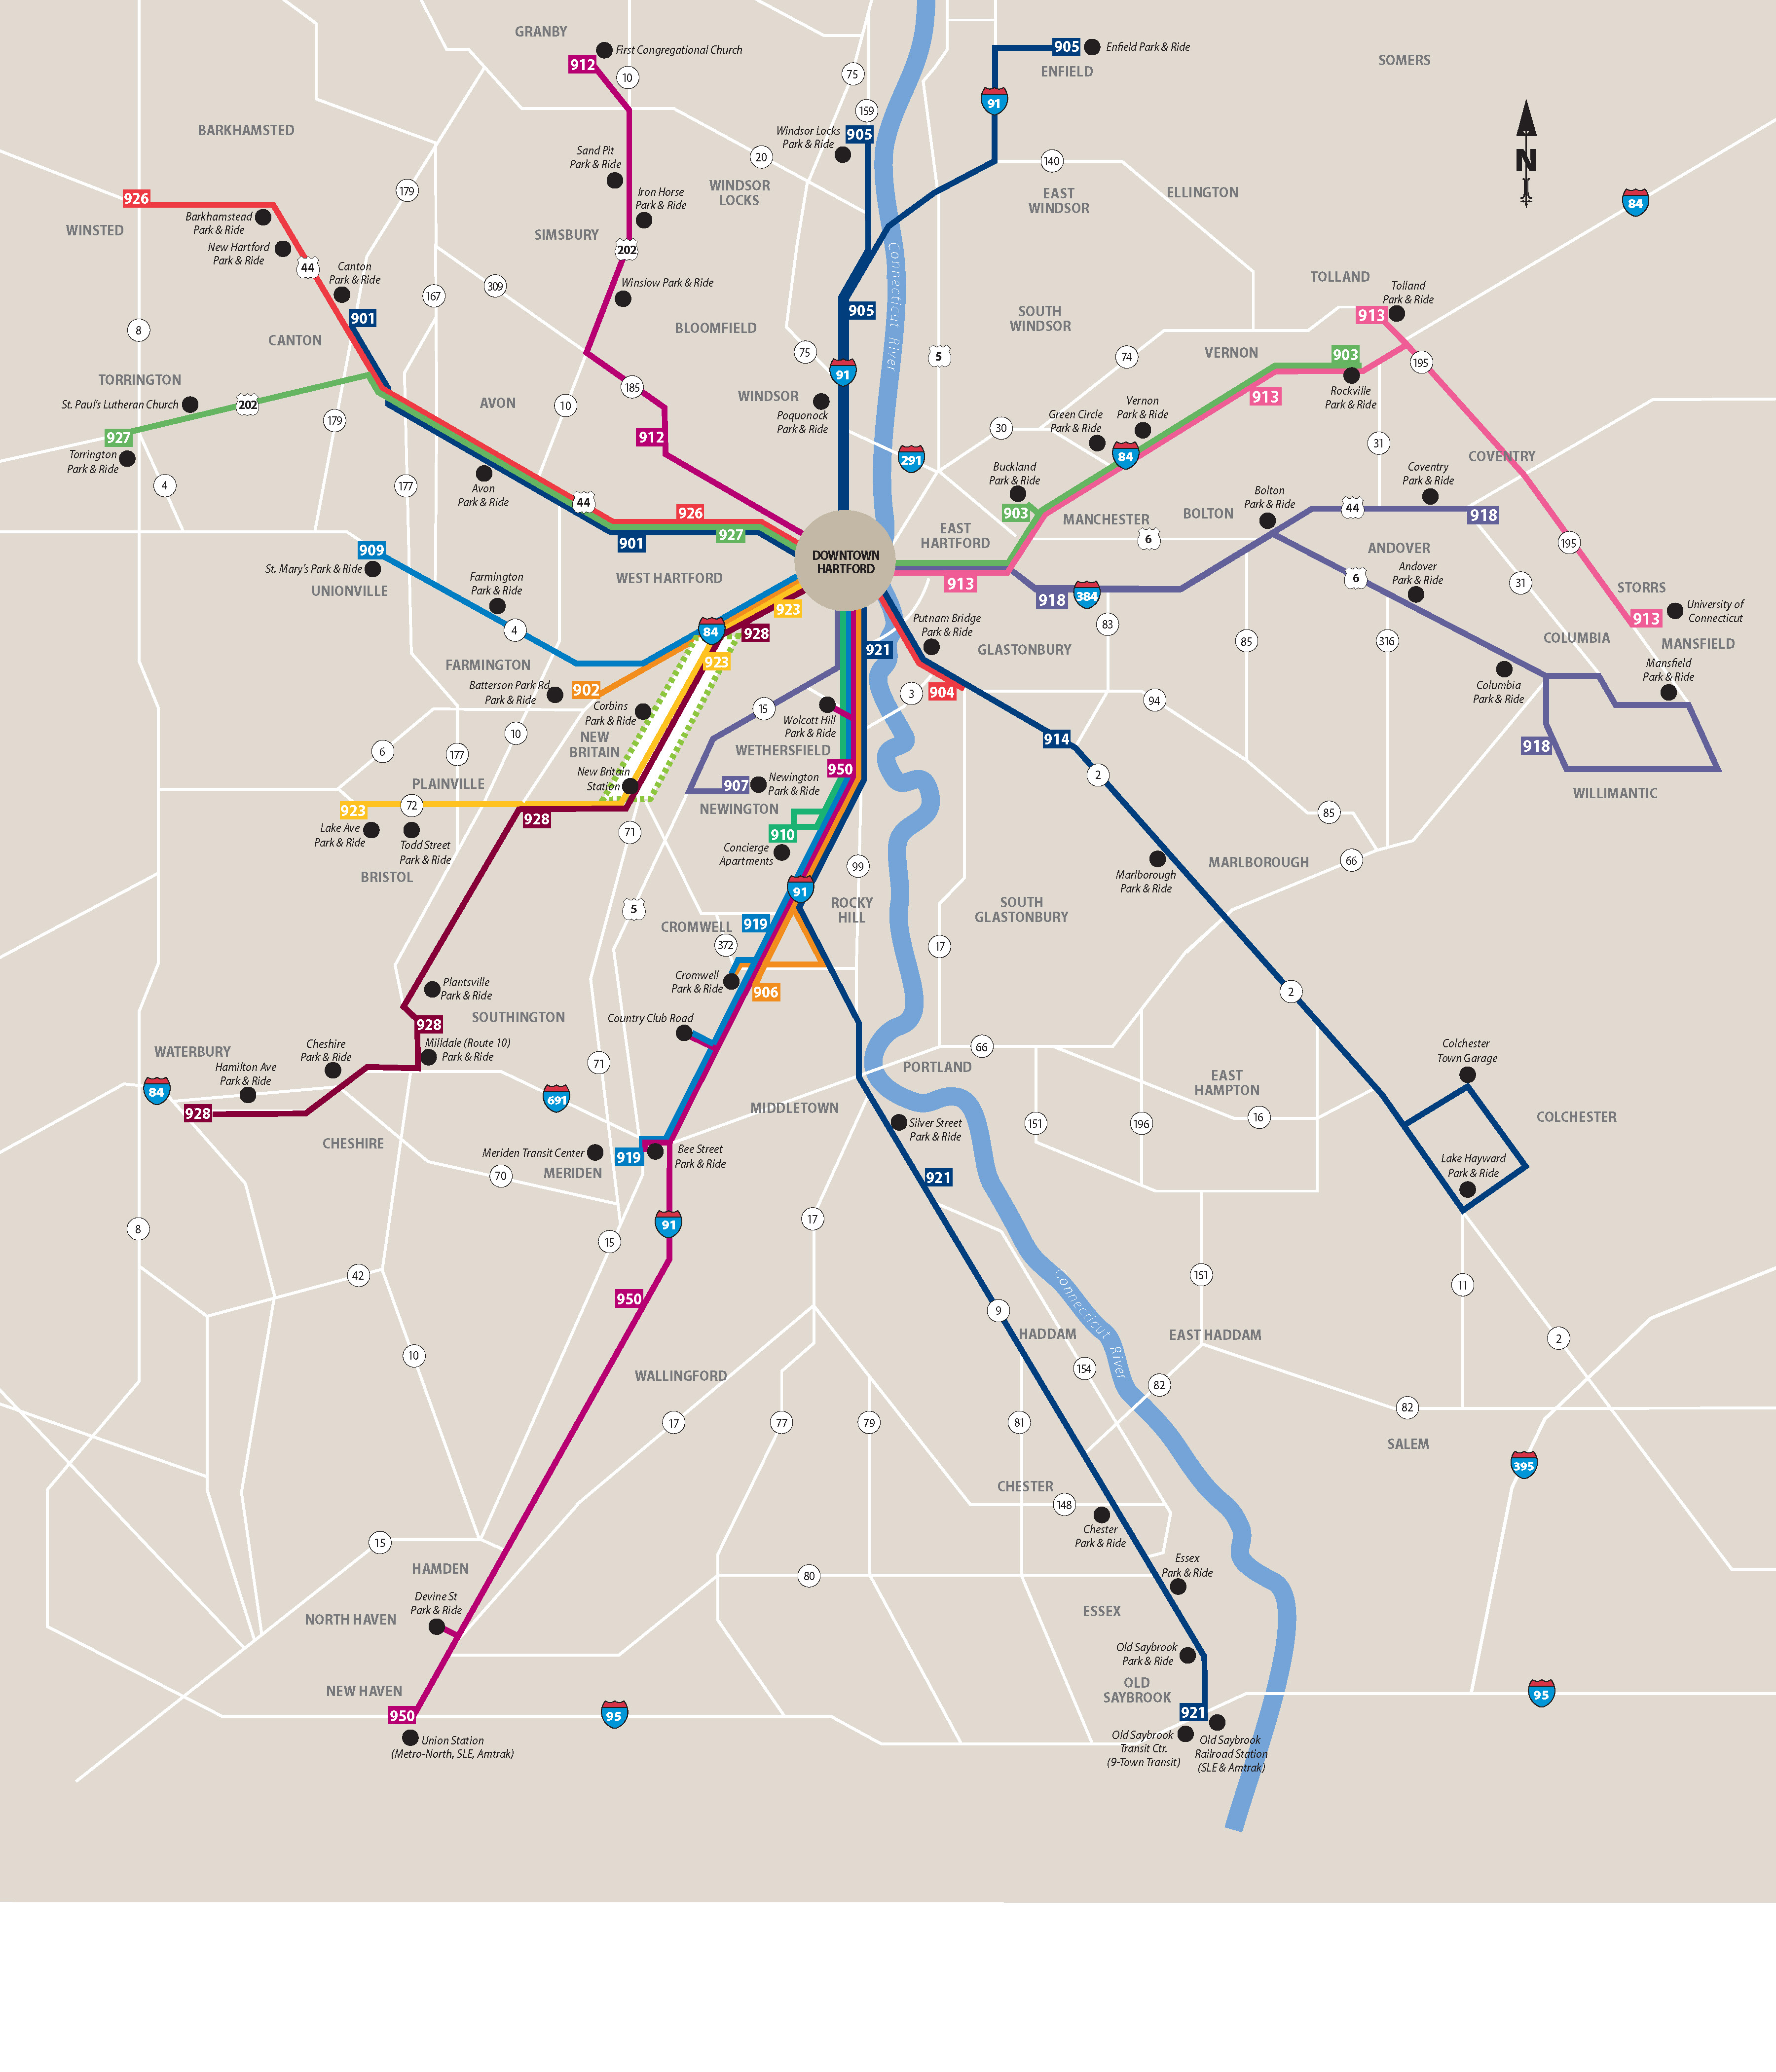 GRANBY
First Congregational Church
912
10
75
159
905
Enfield Park & Ride
ENFIELD
SOMERS
91
BARKHAMSTED
Windsor Locks
Park & Ride
905
Sand Pit
Park & Ride
20
140
N
179
Iron Horse
Park & Ride
WINDSOR
LOCKS
EAST
WINDSOR
ELLINGTON
84
926
Barkhamstead
Park & Ride
WINSTED
New Hartford
Park & Ride
SIMSBURY
202
44
Canton
Park & Ride
309
167
Winslow Park & Ride
Connecticut River
TOLLAND
Tolland
Park & Ride
913
901
8
CANTON
BLOOMFIELD
905
SOUTH
WINDSOR
75
5
74
VERNON
903
195
91
TORRINGTON
185
St. Paul's Lutheran Church
202
AVON
10
WINDSOR
Poquonock
Park & Ride
913
Rockville
Park & Ride
Vernon
Park & Ride
Green Circle
Park & Ride
179
30
927
912
31
Torrington
Park & Ride
291
84
COVENTRY
4
177
Avon
Park & Ride
Buckland
Park & Ride
Coventry
Park & Ride
Bolton
Park & Ride
44
926
903
MANCHESTER
BOLTON
44
918
EAST
HARTFORD
6
927
901
909
ANDOVER
195
St. Mary's Park & Ride
UNIONVILLE
Farmington
Park & Ride
WEST HARTFORD
DOWNTOWN
HARTFORD
913
918
384
6
Andover
Park & Ride
31
STORRS
923
913
University of
Connecticut
4
84
928
Putnam Bridge
Park & Ride
83
85
316
COLUMBIA
MANSFIELD
921
GLASTONBURY
FARMINGTON
923
Mansfield
Park & Ride
Batterson Park Rd
Park & Ride
902
904
3
94
Columbia
Park & Ride
Corbins
Park & Ride
15
Wolcott Hill
Park & Ride
10
NEW
BRITAIN
914
918
6
177
WETHERSFIELD
950
New Britain
Station
2
PLAINVILLE
907
Newington
Park & Ride
WILLIMANTIC
923
72
NEWINGTON
928
85
Lake Ave
Park & Ride
Todd Street
Park & Ride
71
910
Concierge
Apartments
99
Marlborough
Park & Ride
MARLBOROUGH
66
BRISTOL
91
5
ROCKY
HILL
SOUTH
GLASTONBURY
CROMWELL
919
372
17
Cromwell
Park & Ride
906
Plantsville
Park & Ride
2
SOUTHINGTON
928
Country Club Road
Milldale (Route 10)
Park & Ride
Cheshire
Park & Ride
WATERBURY
Hamilton Ave
Park & Ride
71
66
Colchester
Town Garage
PORTLAND
EAST
HAMPTON
84
691
928
MIDDLETOWN
Silver Street
Park & Ride
151
196
16
COLCHESTER
CHESHIRE
Meriden Transit Center
919
Bee Street
Park & Ride
MERIDEN
70
921
Lake Hayward
Park & Ride
8
91
17
15
42
151
11
950
Connecticut River
9
HADDAM
EAST HADDAM
2
10
154
WALLINGFORD
82
17
77
79
81
82
SALEM
395
CHESTER
148
Chester
Park & Ride
15
HAMDEN
Essex
Park & Ride
80
Devine St
Park & Ride
NORTH HAVEN
ESSEX
Old Saybrook
Park & Ride
NEW HAVEN
OLD
SAYBROOK
950
95
921
95
Union Station
(Metro-North, SLE, Amtrak)
Old Saybrook
Transit Ctr.
(9-Town Transit)
Old Saybrook
Railroad Station
(SLE & Amtrak)